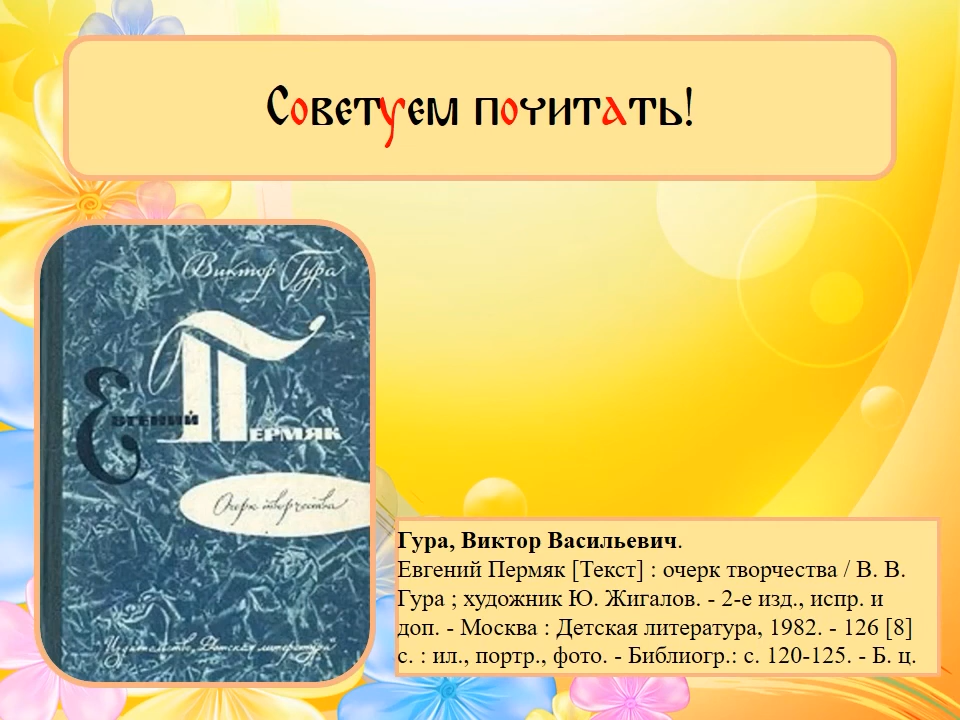 Советуем почитать!
Виктор Гура
Евгений
Пермяк
Очерк творчества
Издательство „Детская литература"
Гура, Виктор Васильевич.
Евгений Пермяк [Текст] : очерк творчества / В. В.
Гура ; художник Ю. Жигалов. - 2-е изд., испр. и
доп. - Москва : Детская литература, 1982. - 126 [8]
с. : ил., портр., фото. - Библиогр.: с. 120-125. - Б. ц.